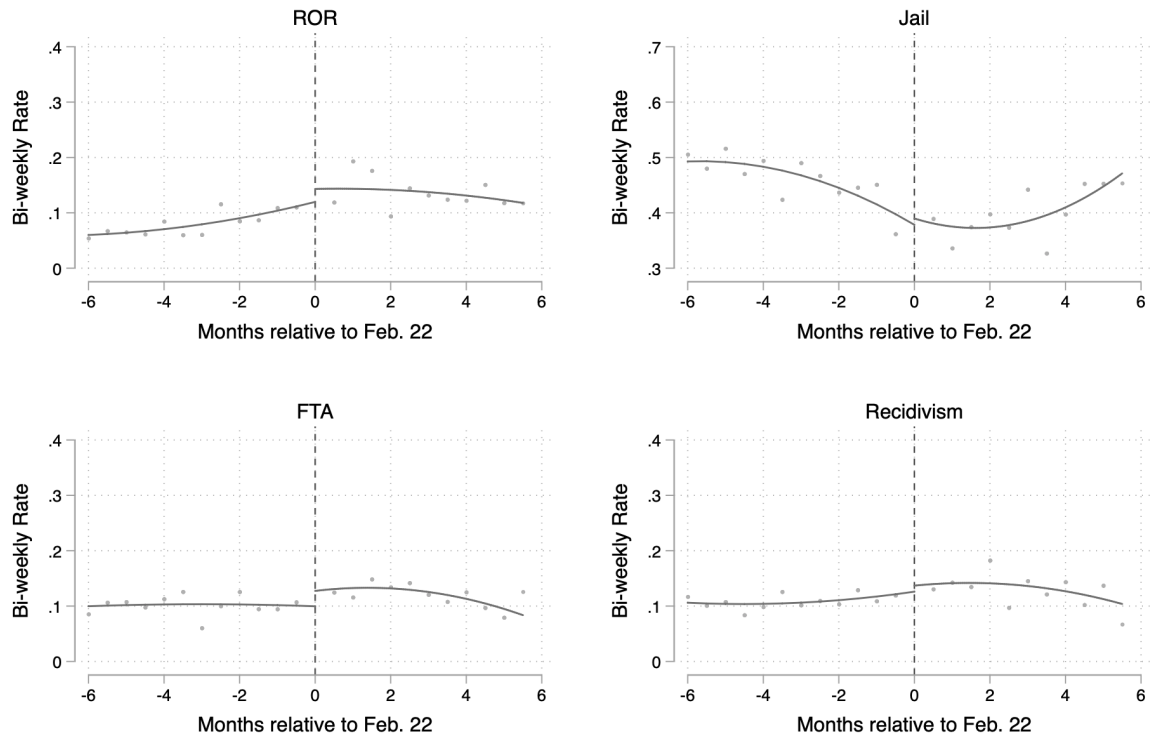 ROR
.4
.3
.2
.1
0
Bi-weekly Rate
-6 -4 -2 0 2 4 6
Months relative to Feb. 22
Jail
.7
.6
.5
.4
.3
Bi-weekly Rate
-6 -4 -2 0 2 4 6
Months relative to Feb. 22
FTA
.4
.3
.2
.1
0
Bi-weekly Rate
-6 -4 -2 0 2 4 6
Months relative to Feb. 22
Recidivism
.4
.3
.2
.1
0
Bi-weekly Rate
-6 -4 -2 0 2 4 6
Months relative to Feb. 22